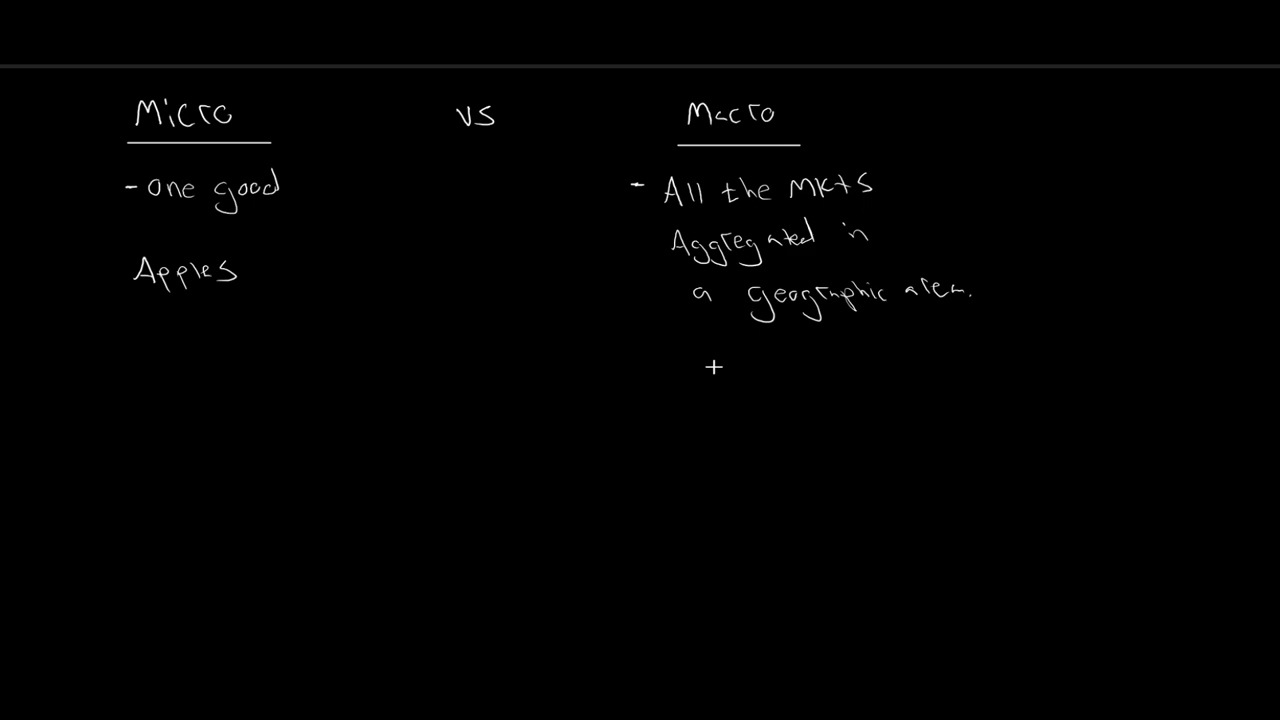 Micro vs Macro
- One good
- All the MKtS
Aggregated in
Apples
a geographic area.